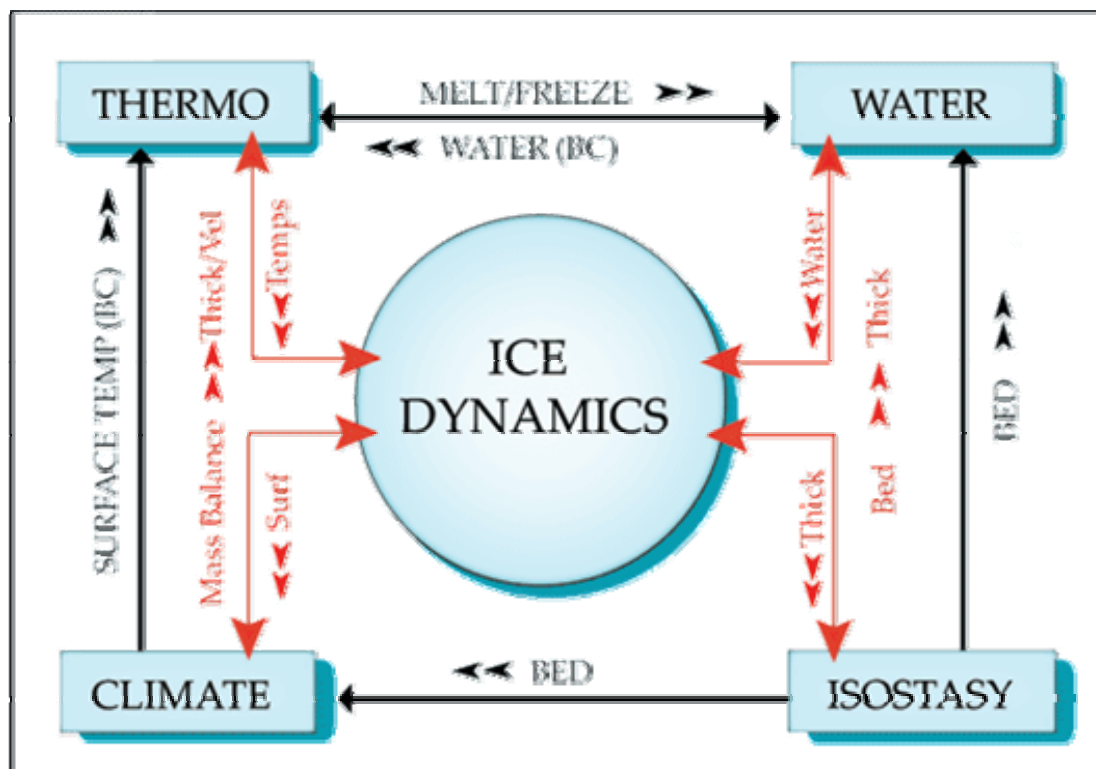 THERMO
MELT/FREEZE
WATER
WATER (BC)
SURFACE TEMP (BC)
Mass Balance
Thick/Vel
Temps
Water
Thick
BED
ICE
DYNAMICS
Surf
Thick
Bed
CLIMATE
BED
ISOSTASY